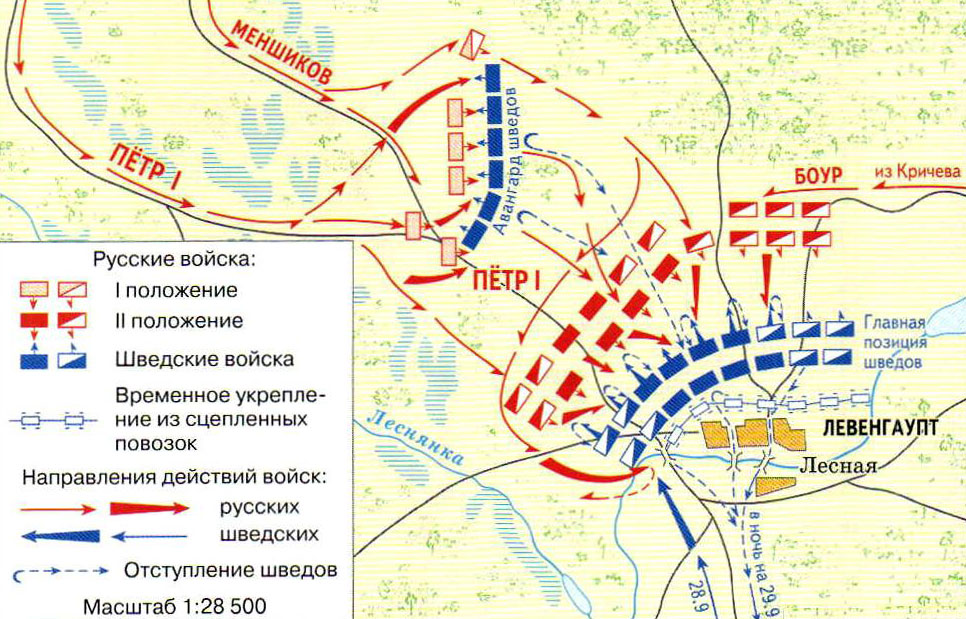 МЕНШИКОВ
ПЁТР I
Авангард шведов
БОУР
из Кричева
ПЁТР I
Главная
позиция
шведов
ЛЕВЕНГАУПТ
Лесная
Леснянка
28.9
в ночь на 29.9
Русские войска:
I положение
II положение
Шведские войска
Временное укрепле-
ние из сцепленных
повозок
Направления действий войск:
русских
шведских
Отступление шведов
Масштаб 1:28 500